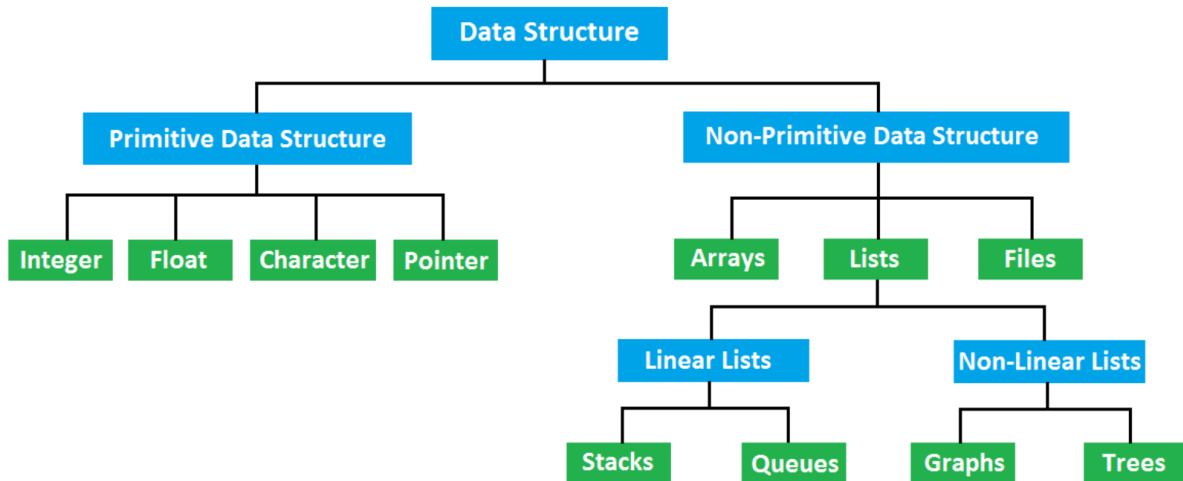 Data Structure
Primitive Data Structure
Non-Primitive Data Structure
Integer
Float
Character
Pointer
Arrays
Lists
Files
Linear Lists
Non-Linear Lists
Stacks
Queues
Graphs
Trees